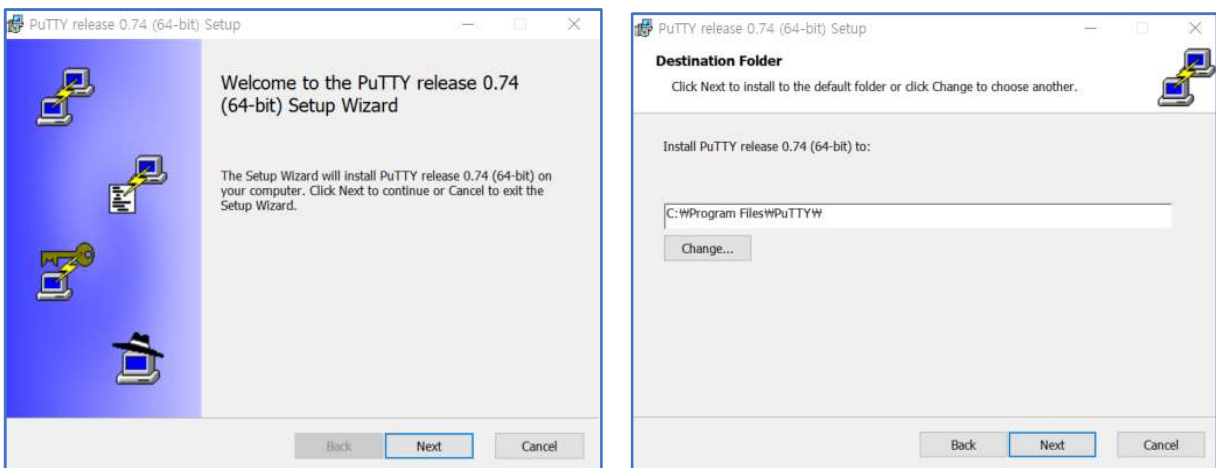 PuTTY release 0.74 (64-bit) Setup
Welcome to the PuTTY release 0.74
(64-bit) Setup Wizard
The Setup Wizard will install PuTTY release 0.74 (64-bit) on
your computer. Click Next to continue or Cancel to exit the
Setup Wizard.
Back Next Cancel
PuTTY release 0.74 (64-bit) Setup
Destination Folder
Click Next to install to the default folder or click Change to choose another.
Install PuTTY release 0.74 (64-bit) to:
C:₩Program Files₩PuTTY₩
Change...
Back Next Cancel